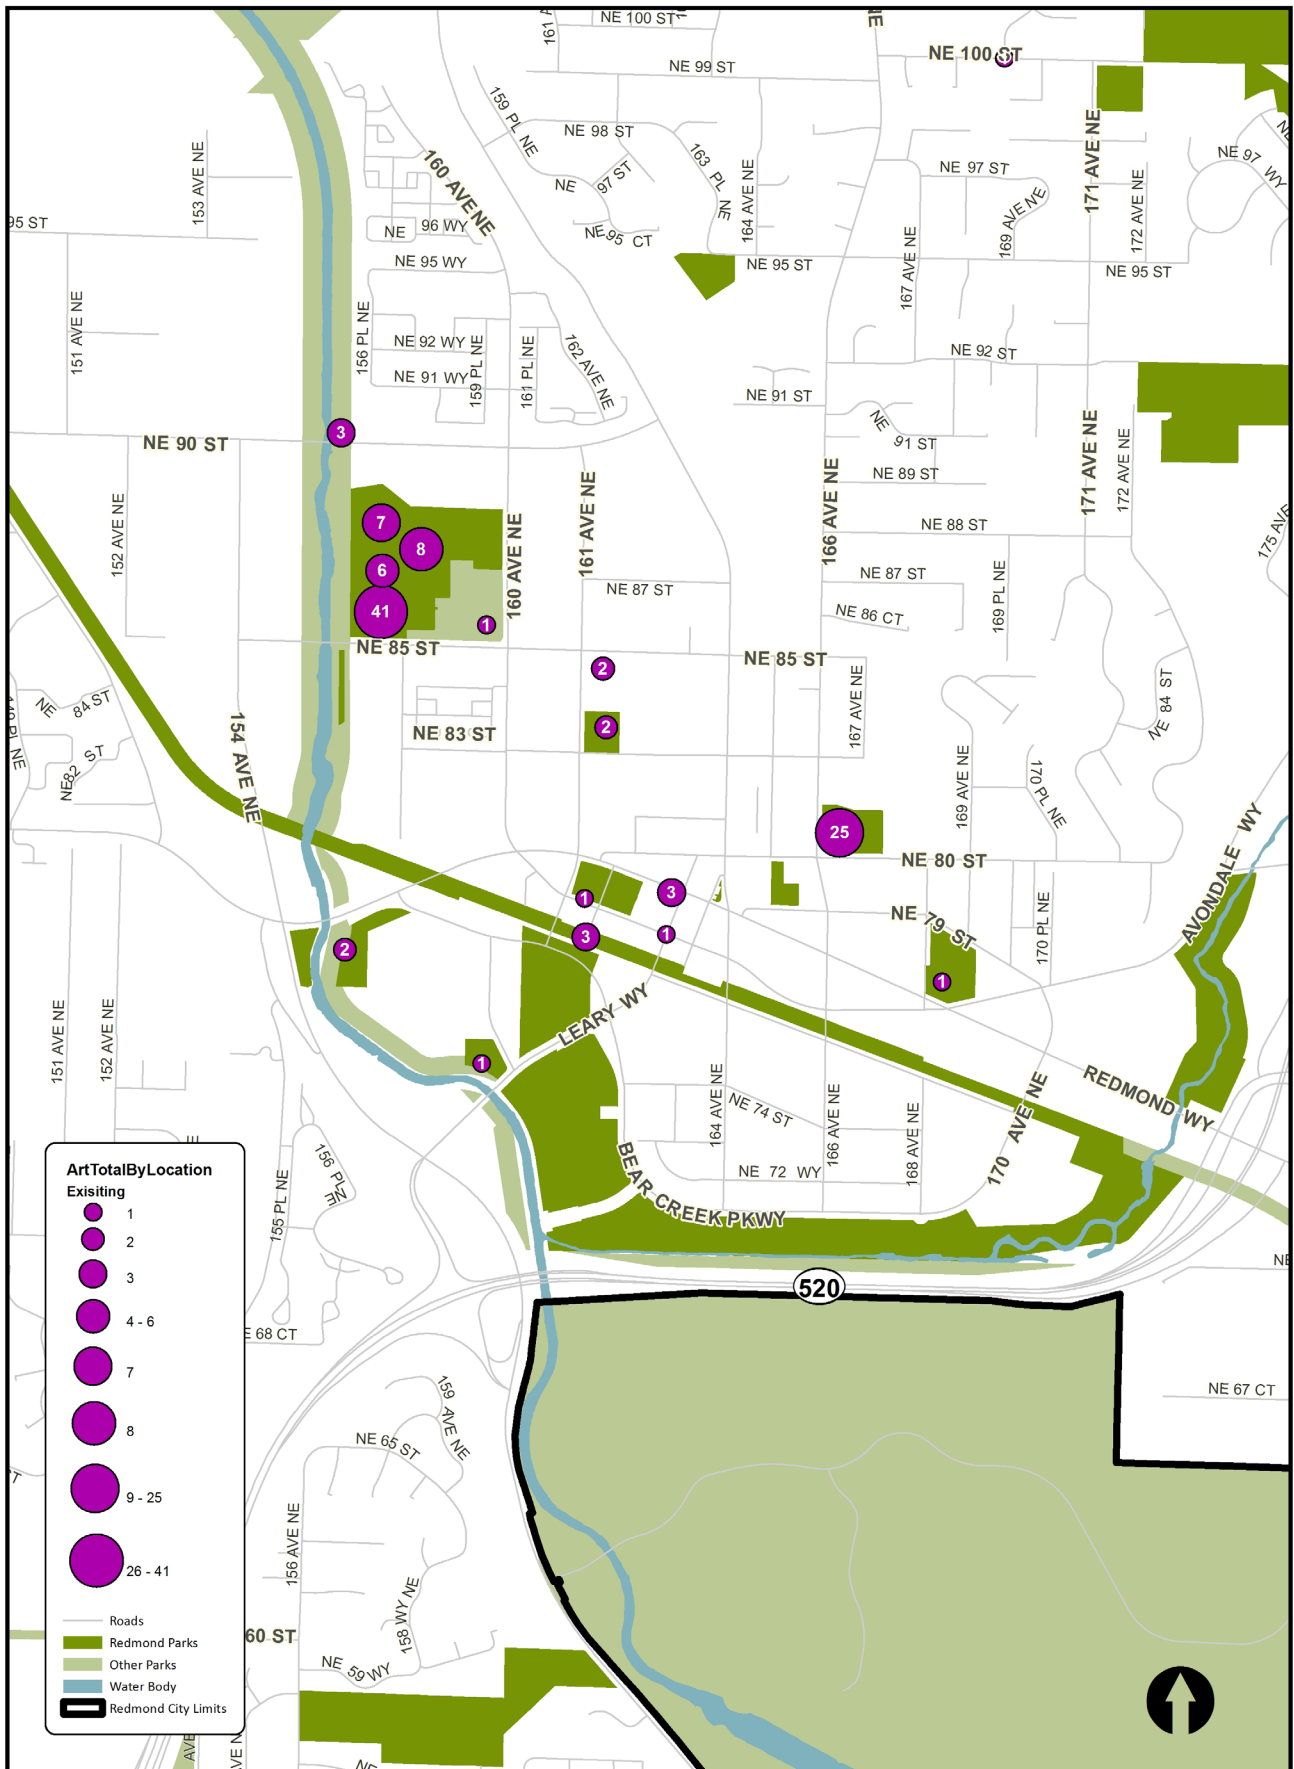 NE 100 ST
161 A
NE
NE 100 ST
1
NE 99 ST
159 PL NE
NE 98 ST
171 AVE NE
153 AVE NE
160 AVE NE
163 PL NE
164 AVE NE
NE 97 ST
NE 97 WY
NE 97 ST
172 AVE NE
169 AVE NE
95 ST
NE 96 WY
NE 95 CT
NE 95 WY
NE 95 ST
167 AVE NE
NE 95 ST
151 AVE NE
156 PL NE
NE 92 WY
159 PL NE
161 PL NE
162 AVE NE
NE 92 ST
NE 91 WY
NE 91 ST
NE 91 ST
171 AVE NE
172 AVE NE
3
NE 90 ST
NE 89 ST
166 AVE NE
152 AVE NE
161 AVE NE
160 AVE NE
7
8
NE 88 ST
175 AVE
6
NE 87 ST
NE 87 ST
169 PL NE
41
1
NE 86 CT
NE 85 ST
NE 85 ST
2
NE 84 ST
167 AVE NE
NE 84 ST
2
NE 83 ST
154 AVE NE
NE 82 ST
169 AVE NE
170 PL NE
25
AVONDALE WY
NE 80 ST
1
3
NE 79 ST
170 PL NE
3
1
2
1
LEARY WY
151 AVE NE
152 AVE NE
1
164 AVE NE
NE 74 ST
166 AVE NE
168 AVE NE
170 AVE NE
REDMOND WY
156 PL NE
155 PL NE
NE 72 WY
BEAR CREEK PKWY
520
E 68 CT
NE 67 CT
159 AVE NE
NE 65 ST
156 AVE NE
158 WY NE
60 ST
NE 59 WY
AVE
VE N
NE
ArtTotalByLocation
Exisiting
1
2
3
4 - 6
7
8
9 - 25
26 - 41
Roads
Redmond Parks
Other Parks
Water Body
Redmond City Limits